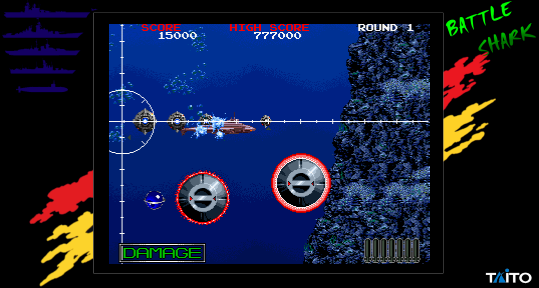 SCORE HIGH SCORE ROUND 1
15000 777000
BATTLE
SHARK
DAMAGE
TAITO